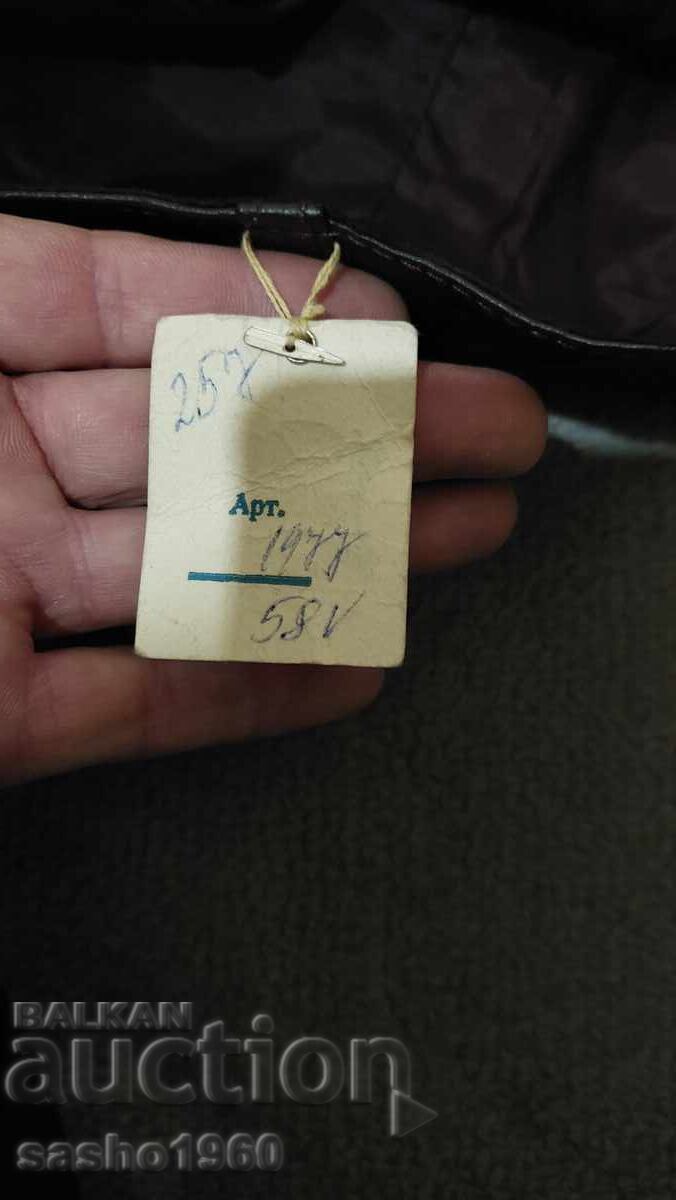 257
Арт.
1977
58V
BALKAN
auction
sasho1960